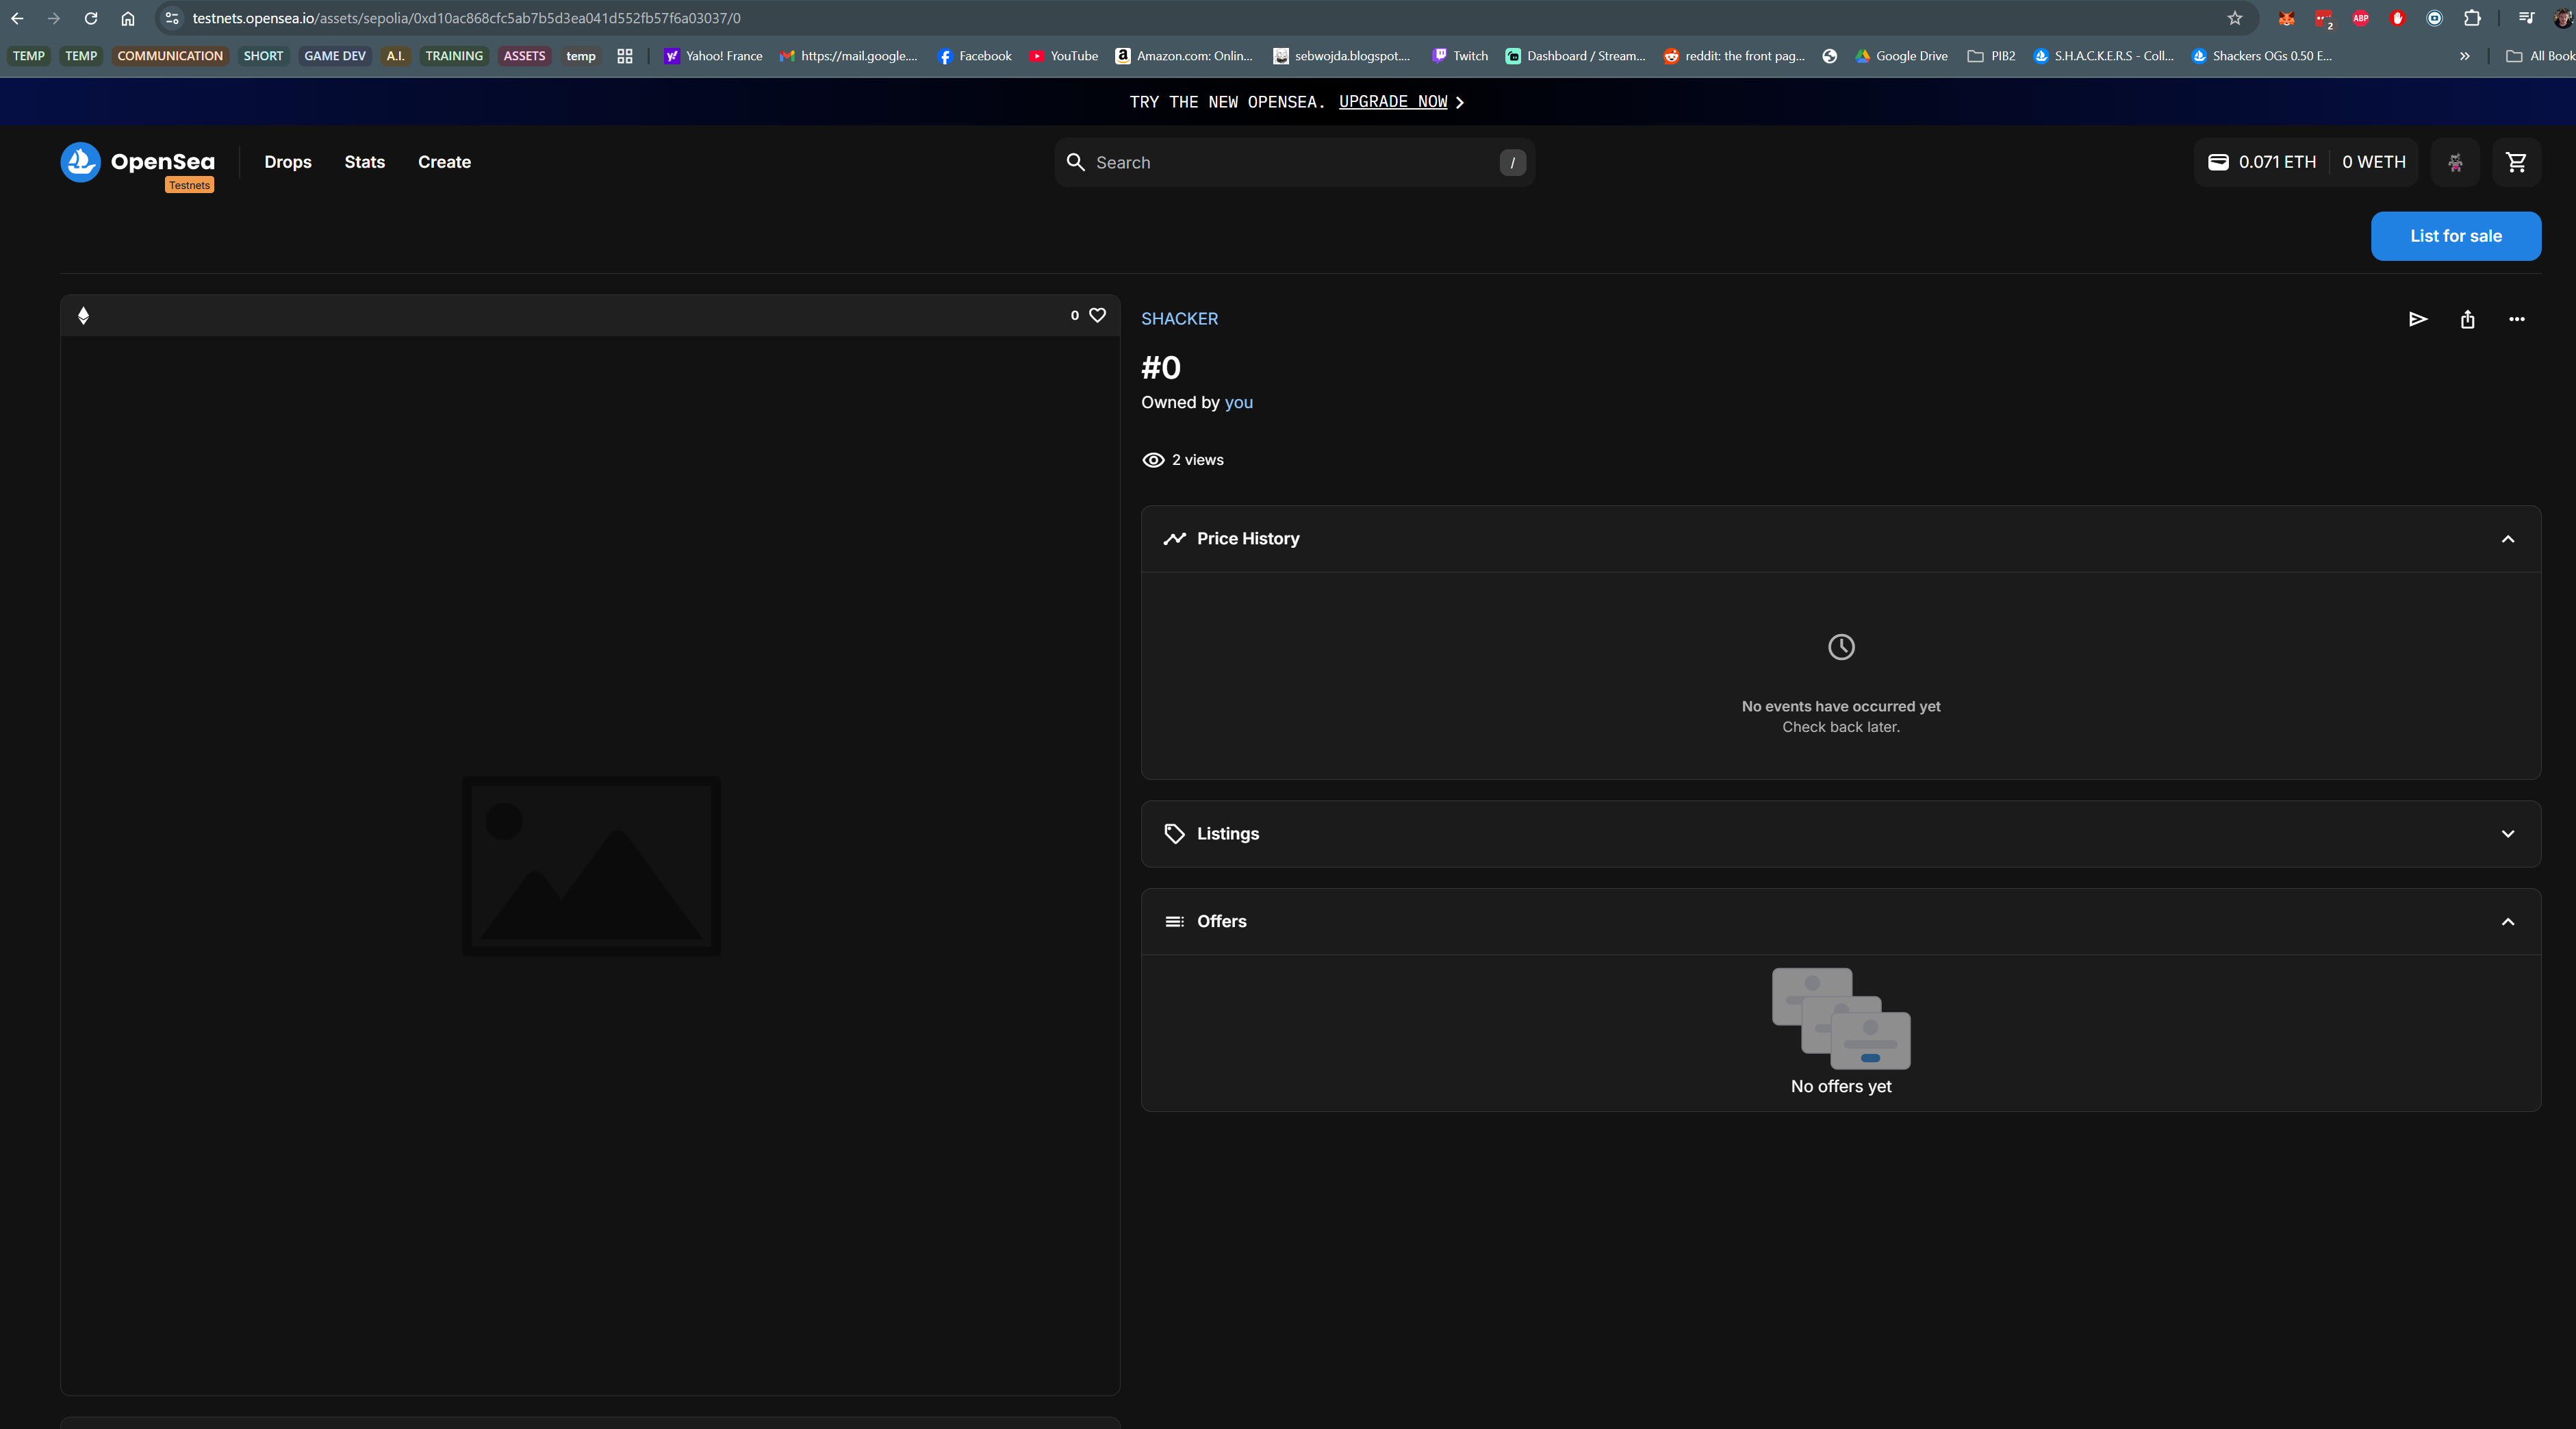 testnets.opensea.io/assets/sepolia/0xd10ac868cfc5ab7b5d3ea041d552fb57f6a03037/0
2
ABP
TEMP TEMP COMMUNICATION SHORT GAME DEV A.I. TRAINING ASSETS temp Yahoo! France https://mail.google.... Facebook YouTube Amazon.com: Onlin... sebwojda.blogspot.... Twitch Dashboard / Stream... reddit: the front pag... Google Drive PIB2 S.H.A.C.K.E.R.S - Coll... Shackers OGs 0.50 E... » All Book
TRY THE NEW OPENSEA. UPGRADE NOW
OpenSea Drops Stats Create Search / 0.071 ETH 0 WETH
Testnets
List for sale
0
SHACKER
#0
Owned by you
2 views
Price History
No events have occurred yet
Check back later.
Listings
Offers
No offers yet